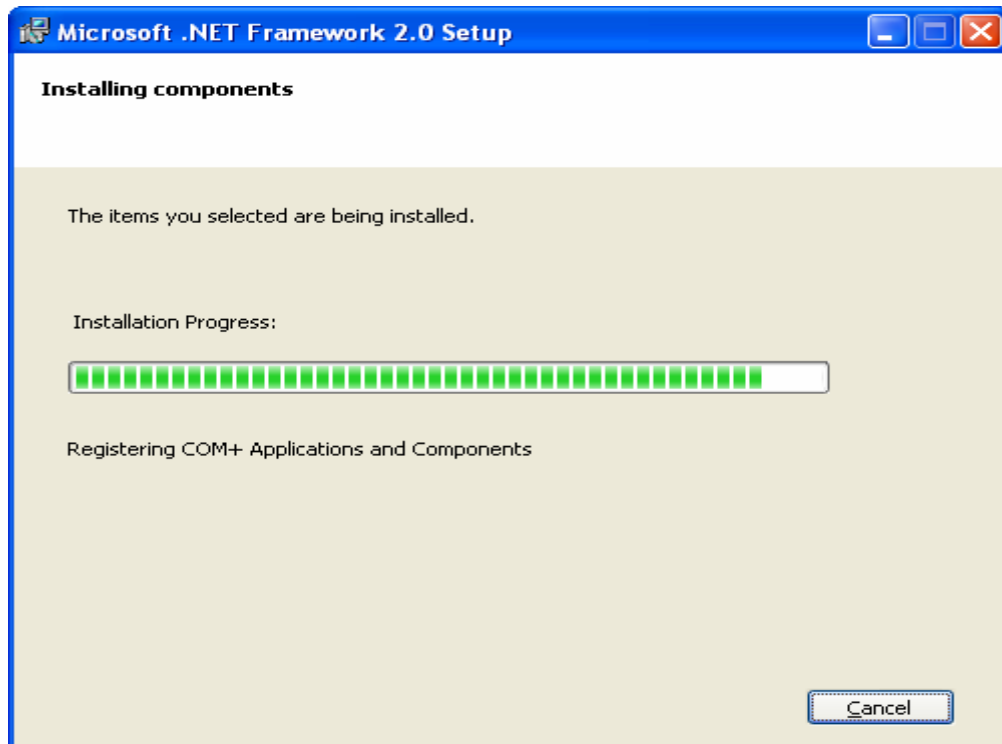 Microsoft .NET Framework 2.0 Setup
Installing components
The items you selected are being installed.
Installation Progress:
Registering COM+ Applications and Components
Cancel